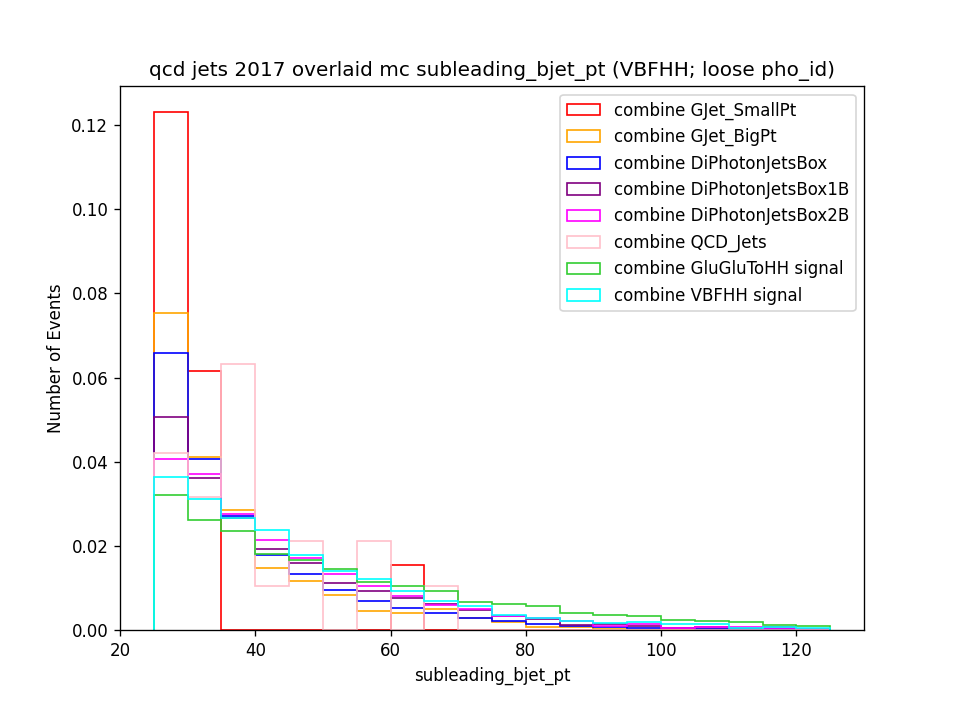 qcd jets 2017 overlaid mc subleading_bjet_pt (VBFHH; loose pho_id)
combine GJet_SmallPt
combine GJet_BigPt
combine DiPhotonJetsBox
combine DiPhotonJetsBox1B
combine DiPhotonJetsBox2B
combine QCD_Jets
combine GluGluToHH signal
combine VBFHH signal
Number of Events
0.12
0.10
0.08
0.06
0.04
0.02
0.00
20
40
60
80
100
120
subleading_bjet_pt